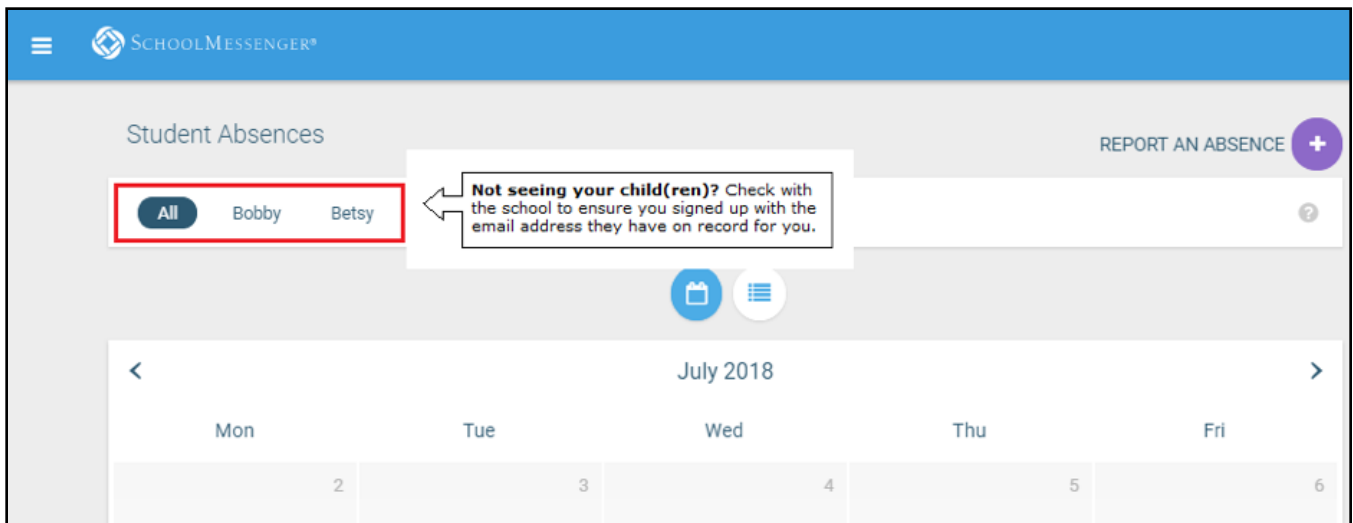 SCHOOLMESSENGER®
Student Absences
REPORT AN ABSENCE +
All Bobby Betsy
Not seeing your child(ren)? Check with
the school to ensure you signed up with the
email address they have on record for you.
?
< July 2018 >
Mon Tue Wed Thu Fri
2 3 4 5 6